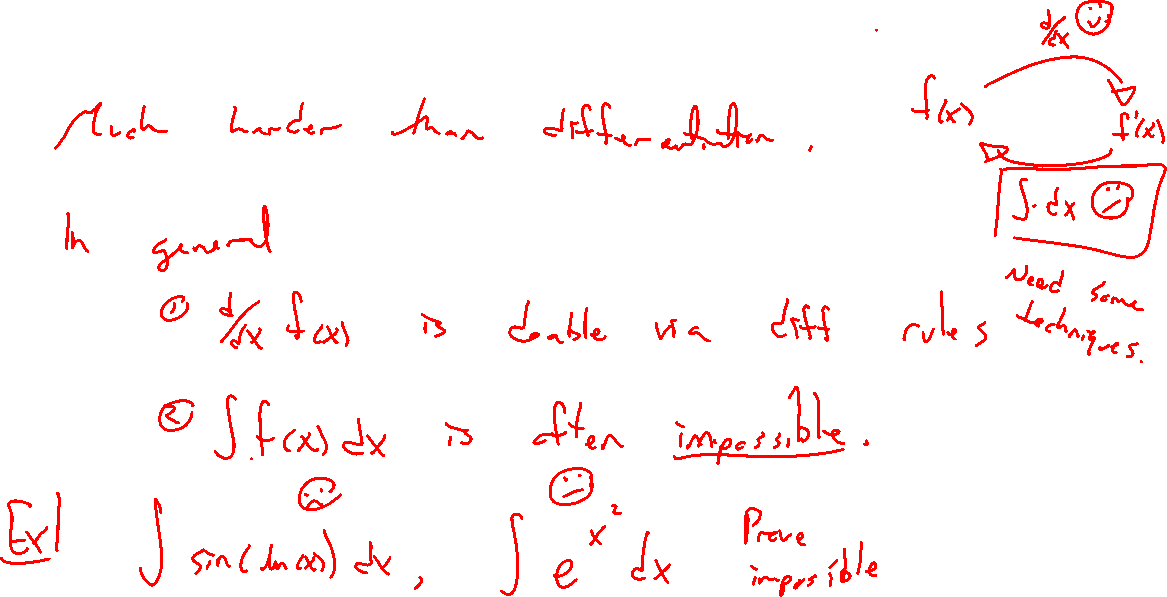 Much harder than differentiation.
d/dx
f(x)
f'(x)
∫· dx
Need some
techniques.
In general
① d/dx f(x) is doable via diff rules
② ∫ f(x) dx is often impossible.
Ex ∫ sin(ln(x)) dx, ∫ e^x² dx Prove
impossible